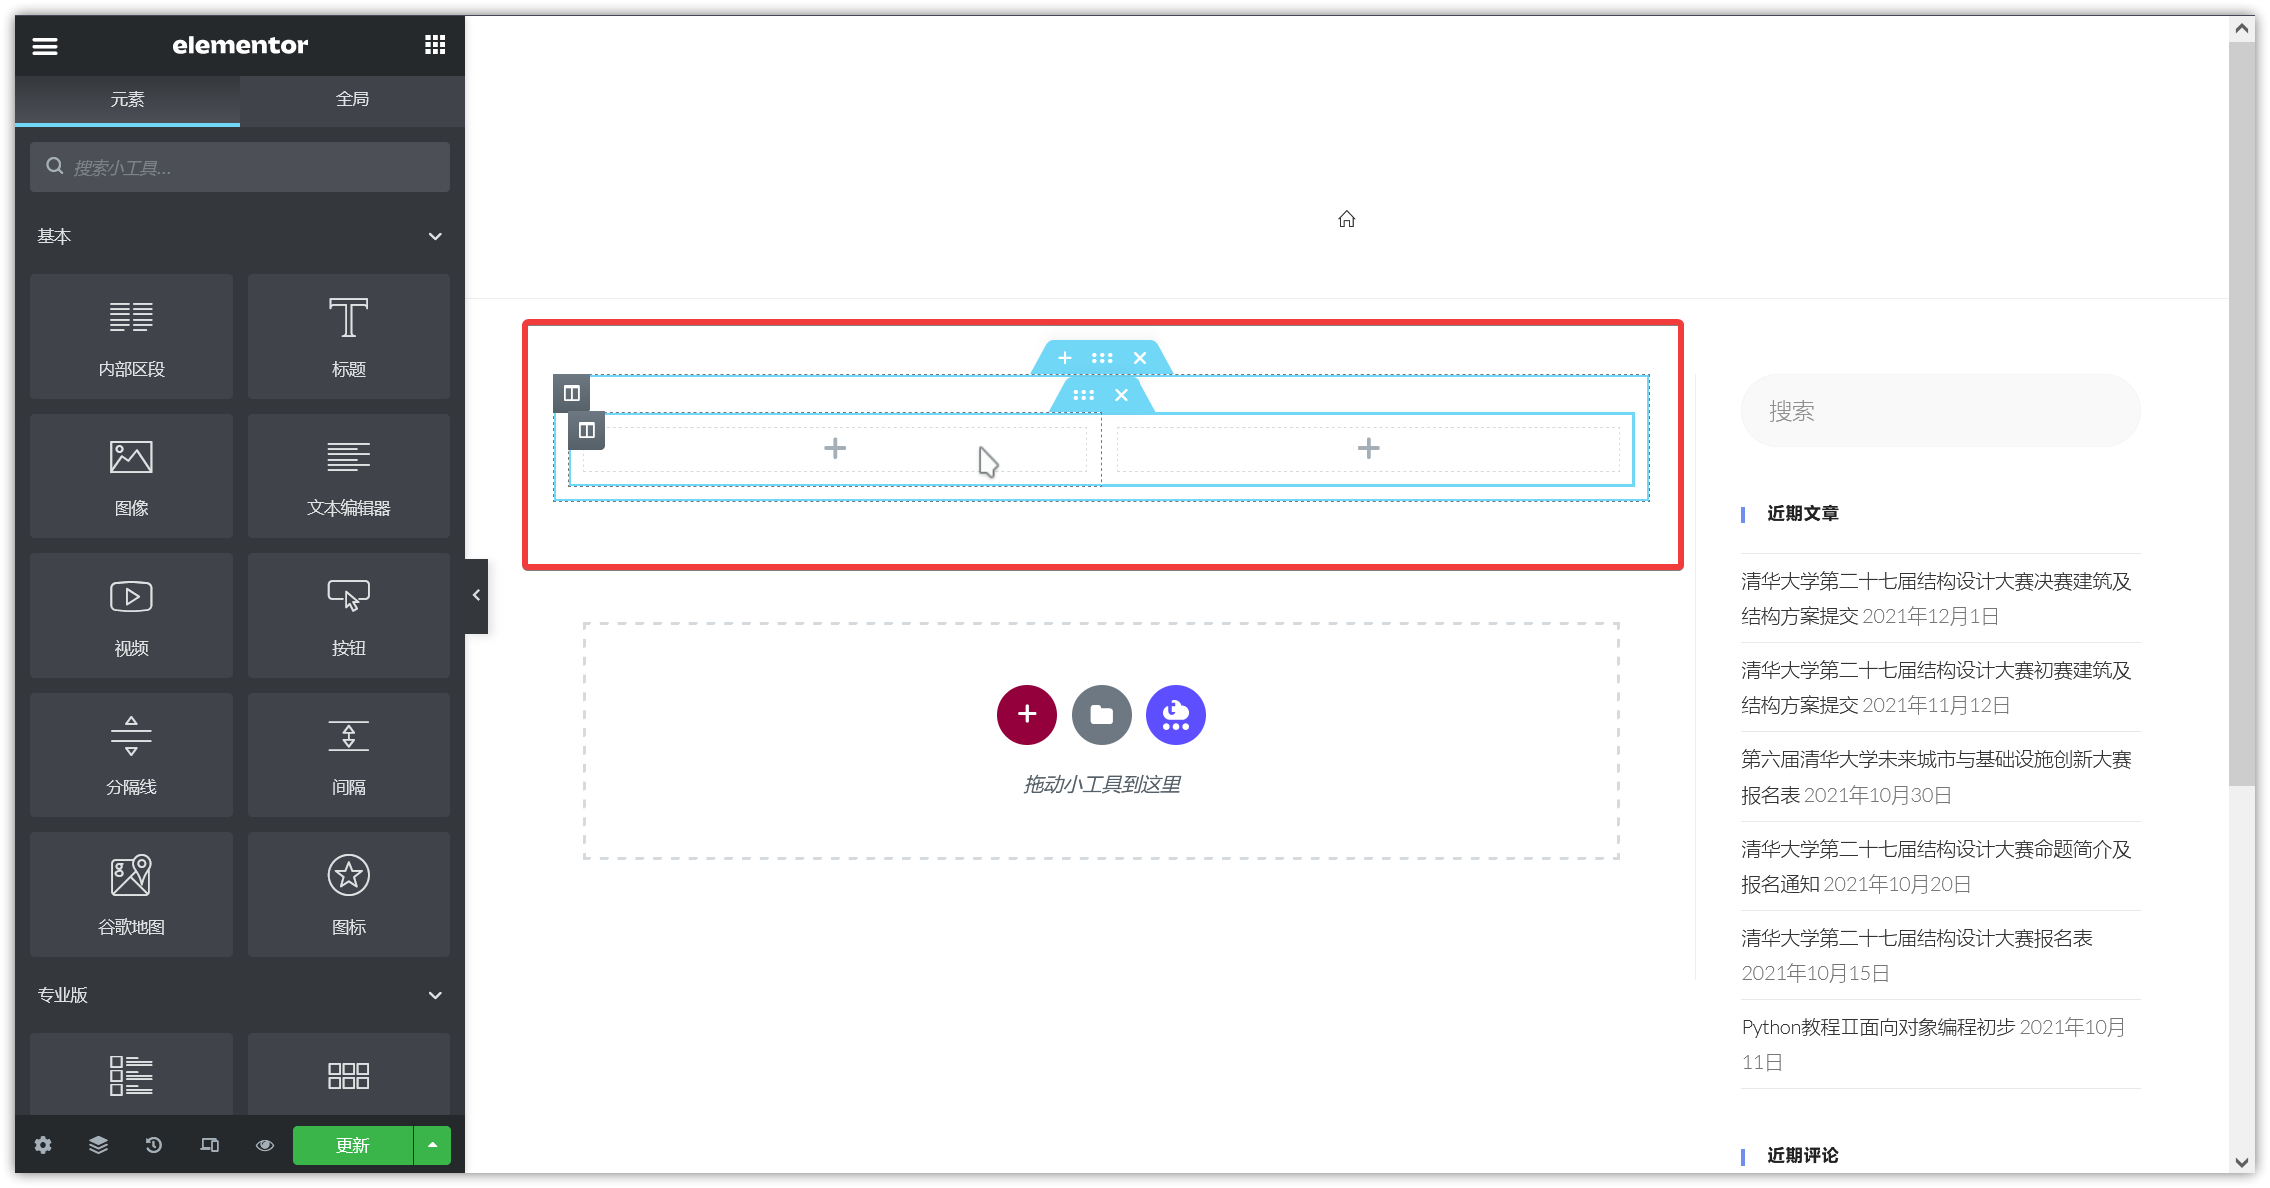 elementor
元素
全局
搜索小工具...
基本
内部区段
标题
图像
文本编辑器
视频
按钮
分隔线
间隔
谷歌地图
图标
专业版
更新
拖动小工具到这里
搜索
近期文章
清华大学第二十七届结构设计大赛决赛建筑及
结构方案提交 2021年12月1日
清华大学第二十七届结构设计大赛初赛建筑及
结构方案提交 2021年11月12日
第六届清华大学未来城市与基础设施创新大赛
报名表 2021年10月30日
清华大学第二十七届结构设计大赛命题简介及
报名通知 2021年10月20日
清华大学第二十七届结构设计大赛报名表
2021年10月15日
Python教程Ⅱ面向对象编程初步 2021年10月
11日
近期评论